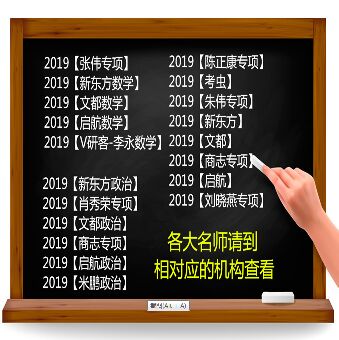 2019【张伟专项】
2019【新东方数学】
2019【文都数学】
2019【启航数学】
2019【V研客-李永数学】
2019【新东方政治】
2019【肖秀荣专项】
2019【文都政治】
2019【商志专项】
2019【启航政治】
2019【米鹏政治】
2019【陈正康专项】
2019【考虫】
2019【朱伟专项】
2019【新东方】
2019【文都】
2019【商志专项】
2019【启航】
2019【刘晓燕专项】
各大名师请到
相对应的机构查看